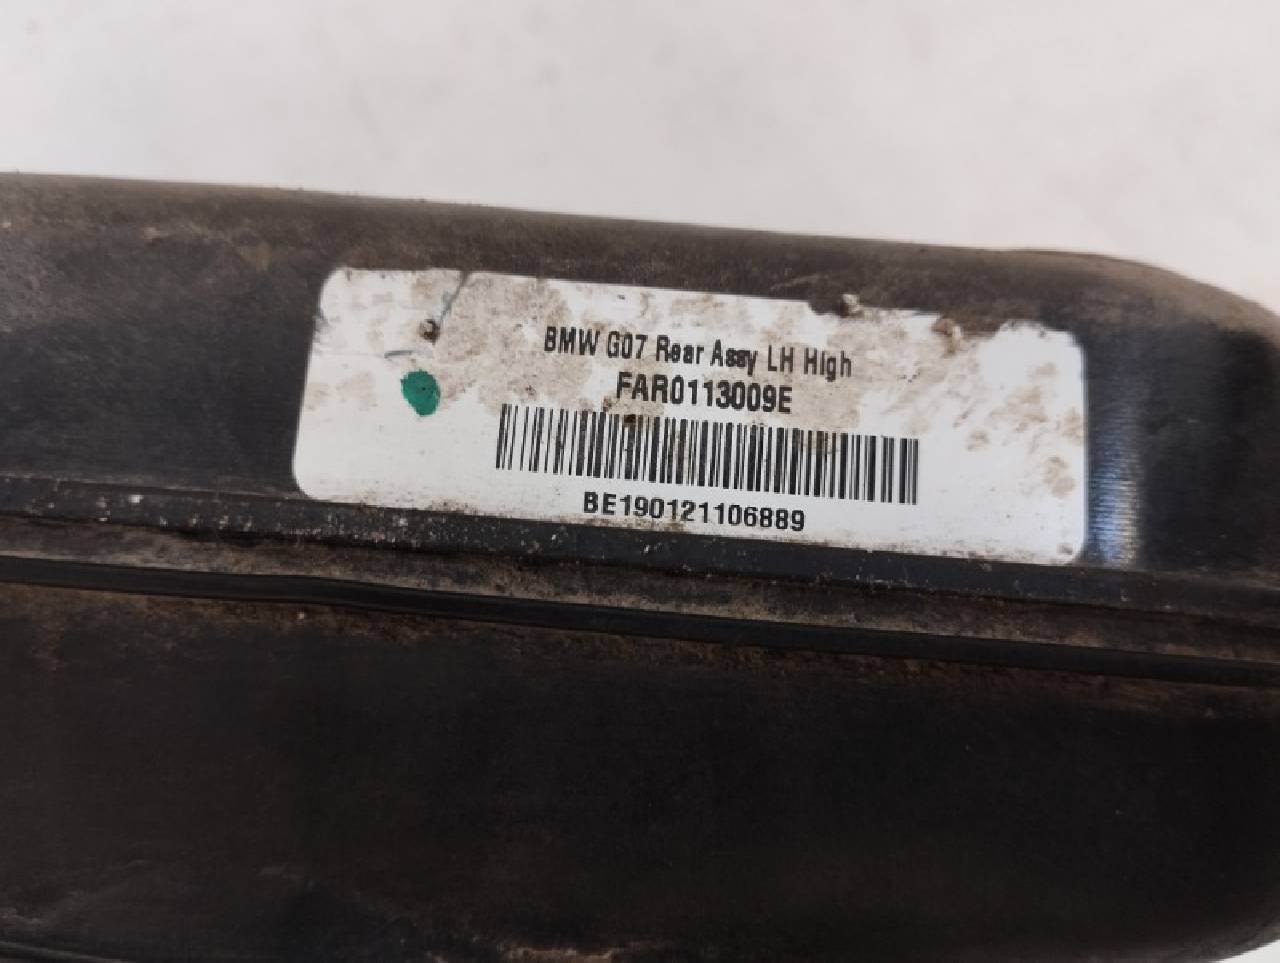 BMW G07 Rear Assy LH High
FAR0113009E
BE190121106889